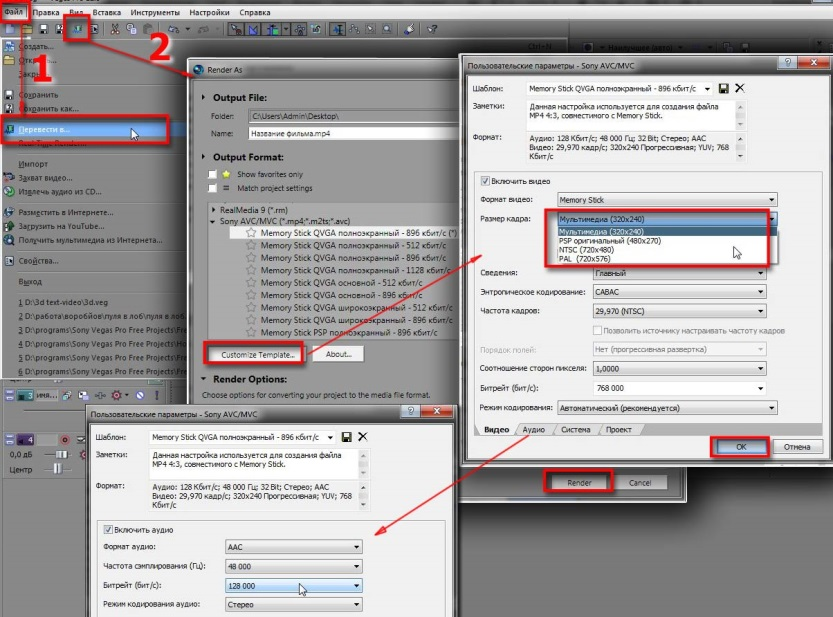 Файл Правка Вид Вставка Инструменты Настройки Справка
1
2
Создать...
Ctrl+N
Сохранить
Сохранить как...
Перевести в...
Импорт
Захват видео...
Извлечь аудио из CD...
Разместить в Интернете...
Загрузить на YouTube...
Получить мультимедиа из Интернета...
Свойства...
Выход
1 D:\3d text-video\3d.veg
2 D:\работа\воробйов\пуля в лоб\пуля в лоб
3 D:\programs\Sony Vegas Pro Free Projects\Fre
4 D:\programs\Sony Vegas Pro Free Projects\
5 D:\programs\Sony Vegas Pro Free Projects\
6 D:\programs\Sony Vegas Pro Free Projects\
3 имя...
4
0,0 дБ
Центр
Render As
Output File:
Folder: C:\Users\Admin\Desktop\
Name: Название фильма.mp4
Output Format:
Show favorites only
Match project settings
RealMedia 9 (*.rm)
Sony AVC/MVC (*.mp4;*.m2ts;*.avc)
Memory Stick QVGA полноэкранный - 896 кбит/с (*)
Memory Stick QVGA полноэкранный - 512 кбит/с
Memory Stick QVGA полноэкранный - 896 кбит/с
Memory Stick QVGA полноэкранный - 1128 кбит/с
Memory Stick QVGA основной - 512 кбит/с
Memory Stick QVGA основной - 896 кбит/с
Memory Stick QVGA широкоэкранный - 512 кбит/с
Memory Stick QVGA широкоэкранный - 896 кбит/с
Memory Stick PSP полноэкранный - 896 кбит/с
Customize Template...
About...
Render Options:
Choose options for converting your project to the media file format.
Render
Cancel
Пользовательские параметры - Sony AVC/MVC
Шаблон: Memory Stick QVGA полноэкранный - 896 кбит/с
Заметки: Данная настройка используется для создания файла
MP4 4:3, совместимого с Memory Stick.
Формат: Аудио: 128 Кбит/с; 48 000 Гц; 32 Bit; Стерео; AAC
Видео: 29,970 кадр/с; 320x240 Прогрессивная; YUV; 768
Кбит/с
Включить видео
Формат видео: Memory Stick
Размер кадра: Мультимедиа (320x240)
Мультимедиа (320x240)
PSP оригинальный (480x270)
NTSC (720x480)
PAL (720x576)
Сведения: Главный
Энтропическое кодирование: CABAC
Частота кадров: 29,970 (NTSC)
Позволить источнику настраивать частоту кадров
Порядок полей: Нет (прогрессивная развертка)
Соотношение сторон пикселя: 1,0000
Битрейт (бит/с): 768 000
Режим кодирования: Автоматический (рекомендуется)
Видео Аудио Система Проект
OK
Отмена
Пользовательские параметры - Sony AVC/MVC
Шаблон: Memory Stick QVGA полноэкранный - 896 кбит/с
Заметки: Данная настройка используется для создания файла
MP4 4:3, совместимого с Memory Stick.
Формат: Аудио: 128 Кбит/с; 48 000 Гц; 32 Bit; Стерео; AAC
Видео: 29,970 кадр/с; 320x240 Прогрессивная; YUV; 768
Кбит/с
Включить аудио
Формат аудио: AAC
Частота сэмплирования (Гц): 48 000
Битрейт (бит/с): 128 000
Режим кодирования аудио: Стерео